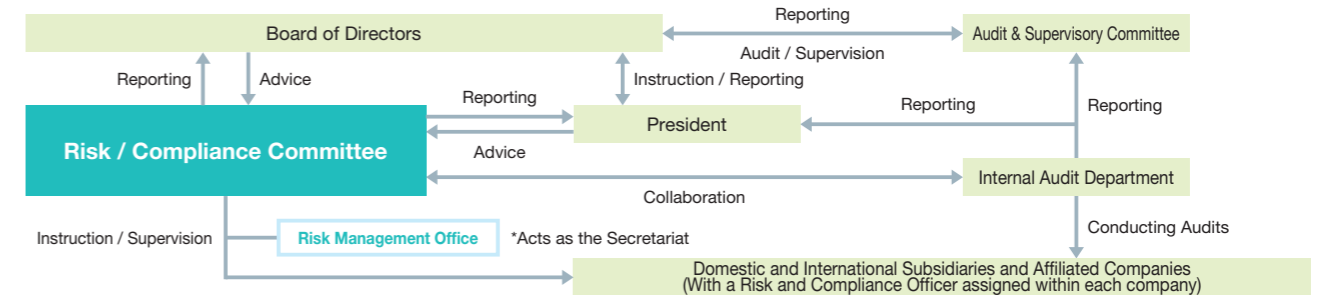 Reporting
Board of Directors
Audit & Supervisory Committee
Audit / Supervision
Reporting
Advice
Instruction / Reporting
Reporting
Reporting
Reporting
President
Risk / Compliance Committee
Advice
Internal Audit Department
Collaboration
Conducting Audits
Instruction / Supervision
Risk Management Office
*Acts as the Secretariat
Domestic and International Subsidiaries and Affiliated Companies
(With a Risk and Compliance Officer assigned within each company)